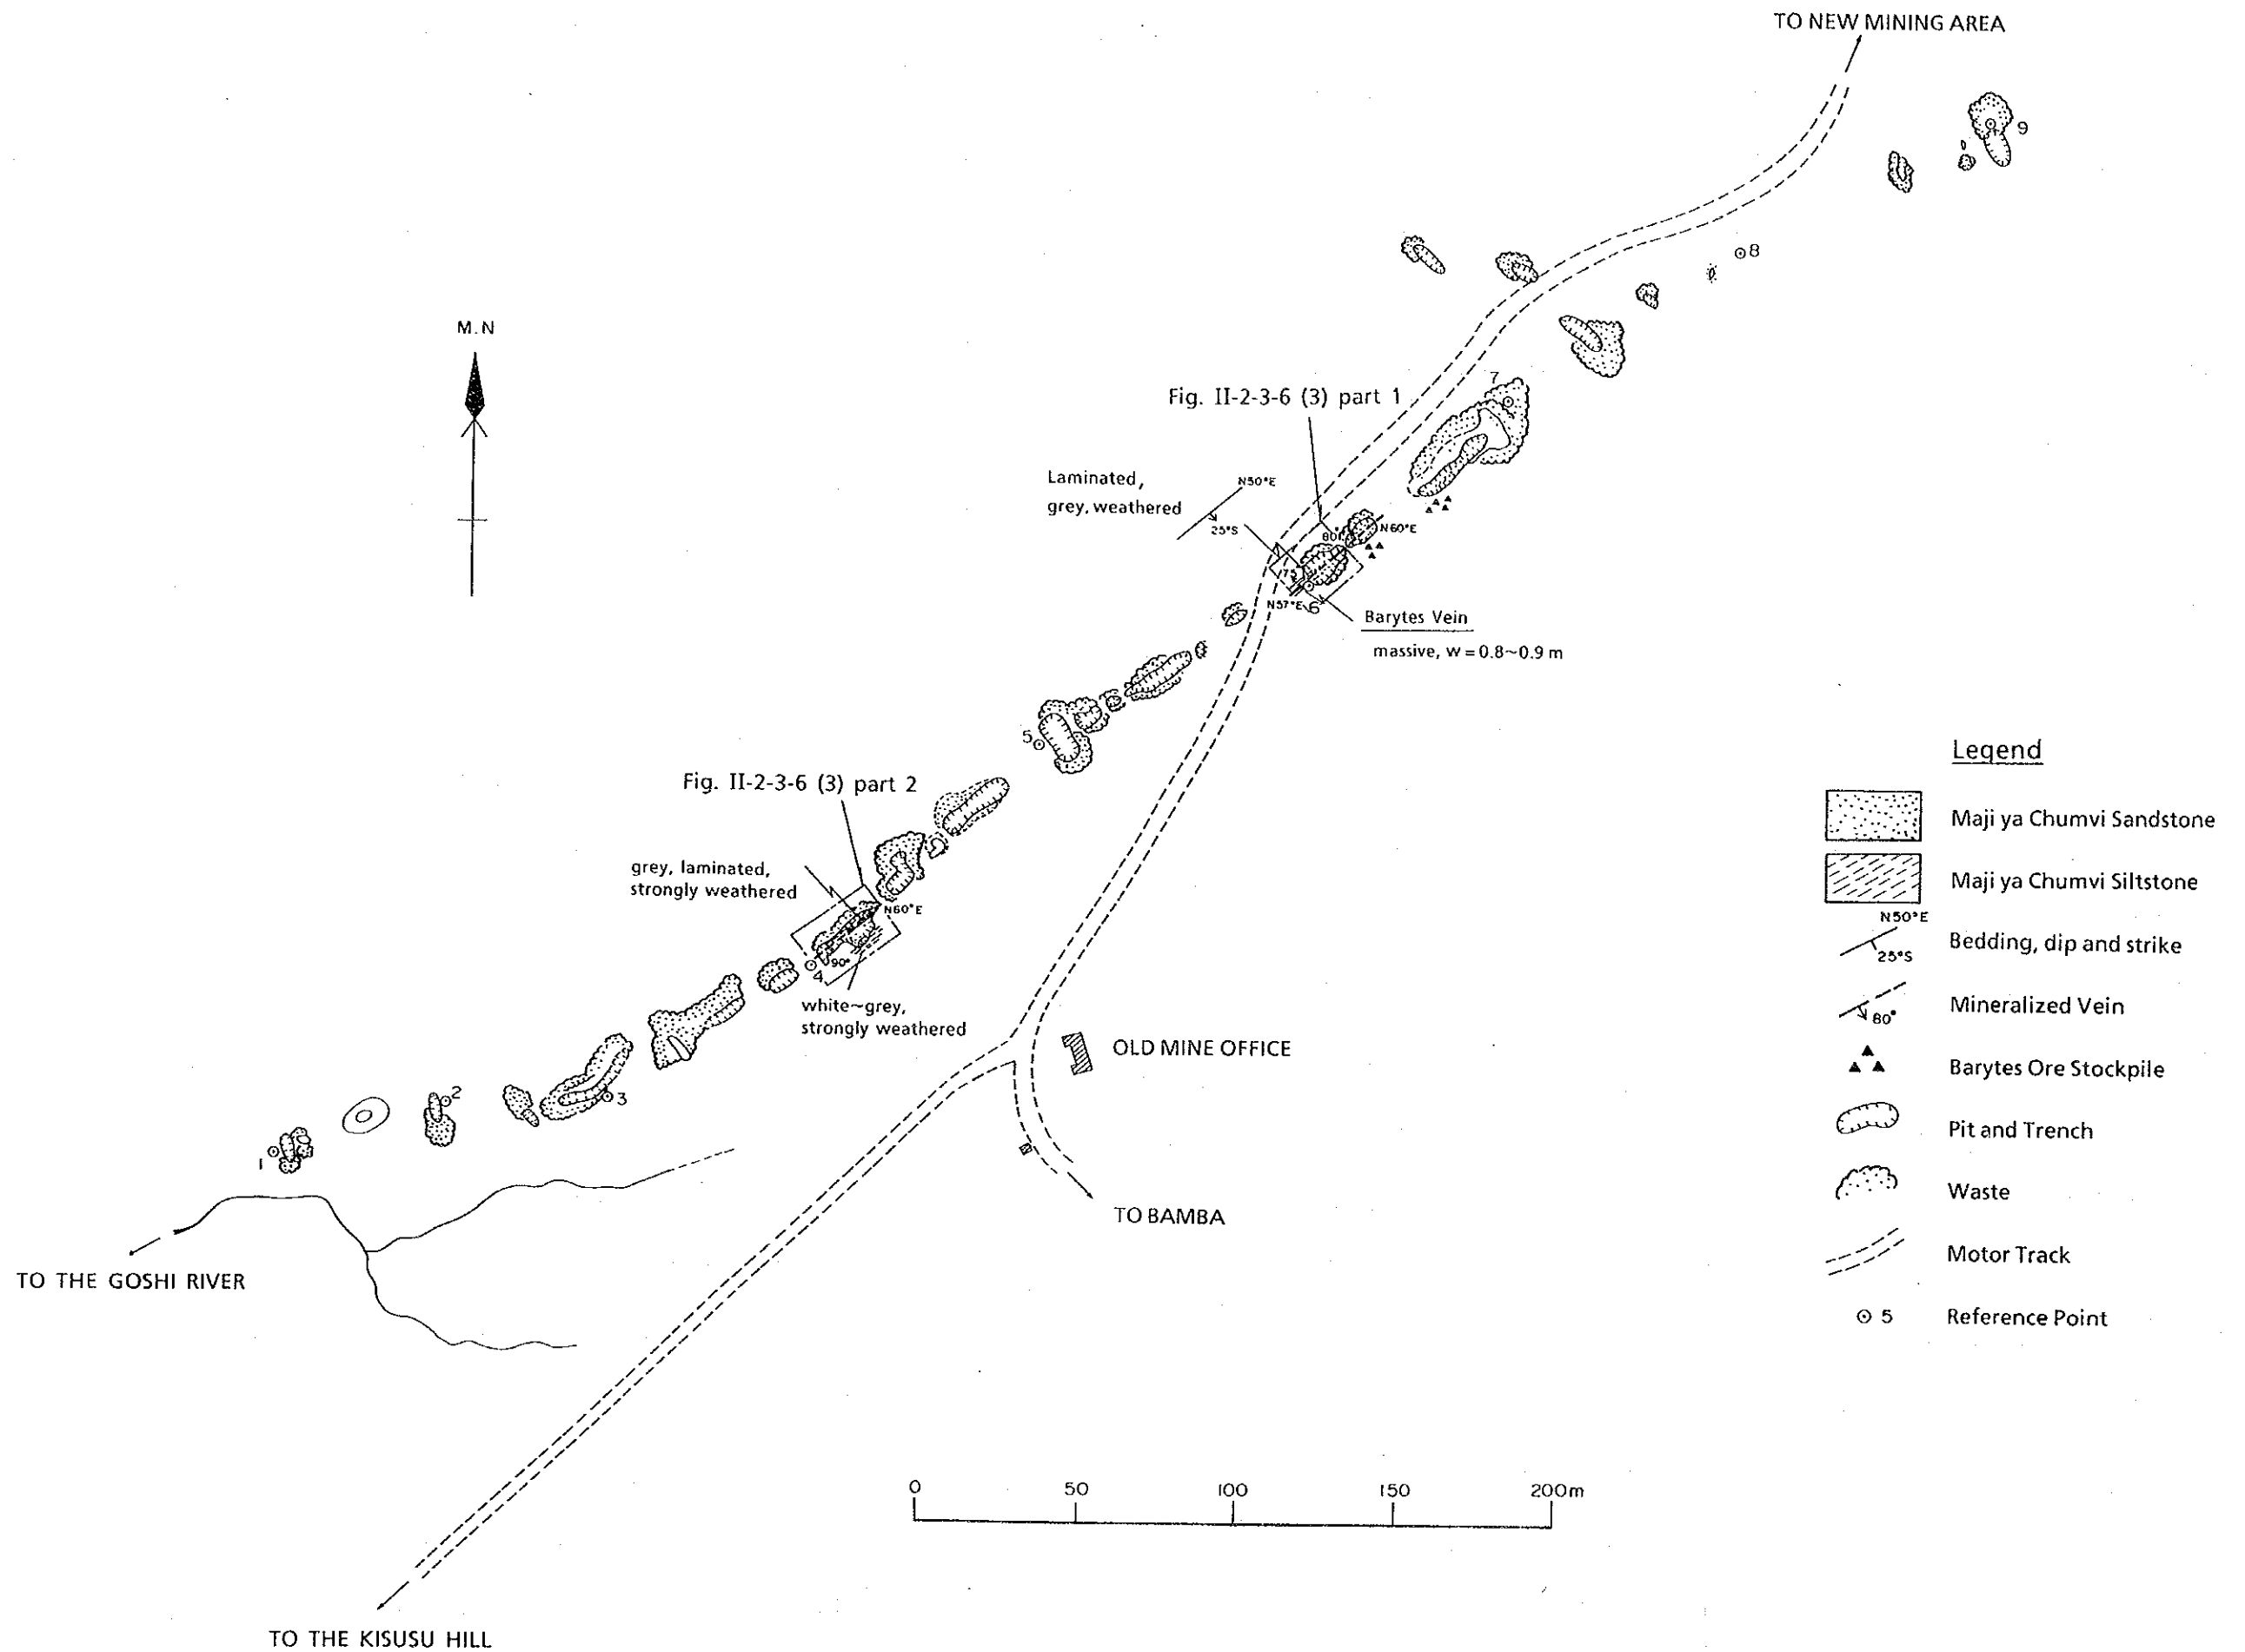 TO NEW MINING AREA
9
8
M.N
7
Fig. II-2-3-6 (3) part 1
Laminated,
grey, weathered
N50°E
25°S
N60°E
80°
75°
N57°E
6
Barytes Vein
massive, w = 0.8~0.9 m
5
Fig. II-2-3-6 (3) part 2
grey, laminated,
strongly weathered
N60°E
90°
4
white~grey,
strongly weathered
OLD MINE OFFICE
3
2
1
TO BAMBA
TO THE GOSHI RIVER
TO THE KISUSU HILL
0 50 100 150 200m
Legend
Maji ya Chumvi Sandstone
Maji ya Chumvi Siltstone
N50°E
25°S
Bedding, dip and strike
80°
Mineralized Vein
Barytes Ore Stockpile
Pit and Trench
Waste
Motor Track
5 Reference Point